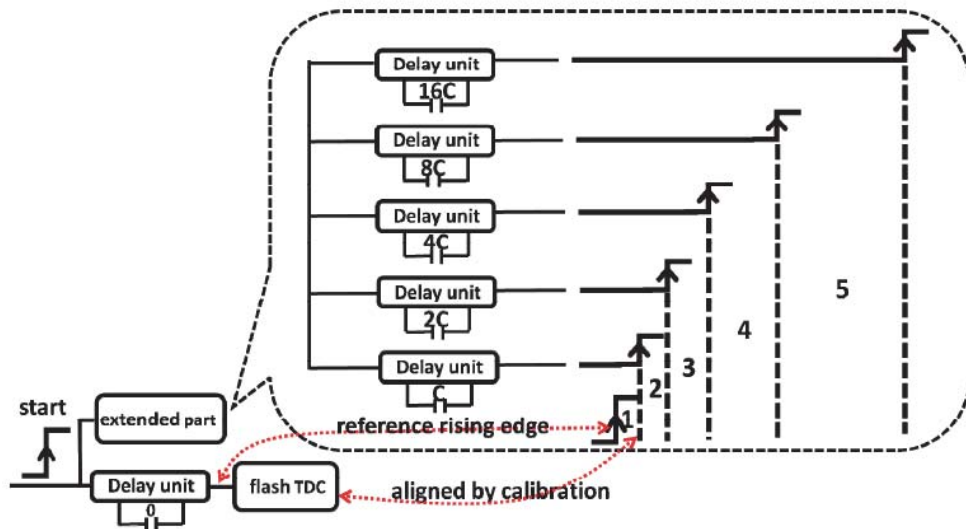 Delay unit
16C
Delay unit
8C
Delay unit
4C
Delay unit
2C
Delay unit
C
1
2
3
4
5
start
extended part
reference rising edge
Delay unit
0
flash TDC
aligned by calibration